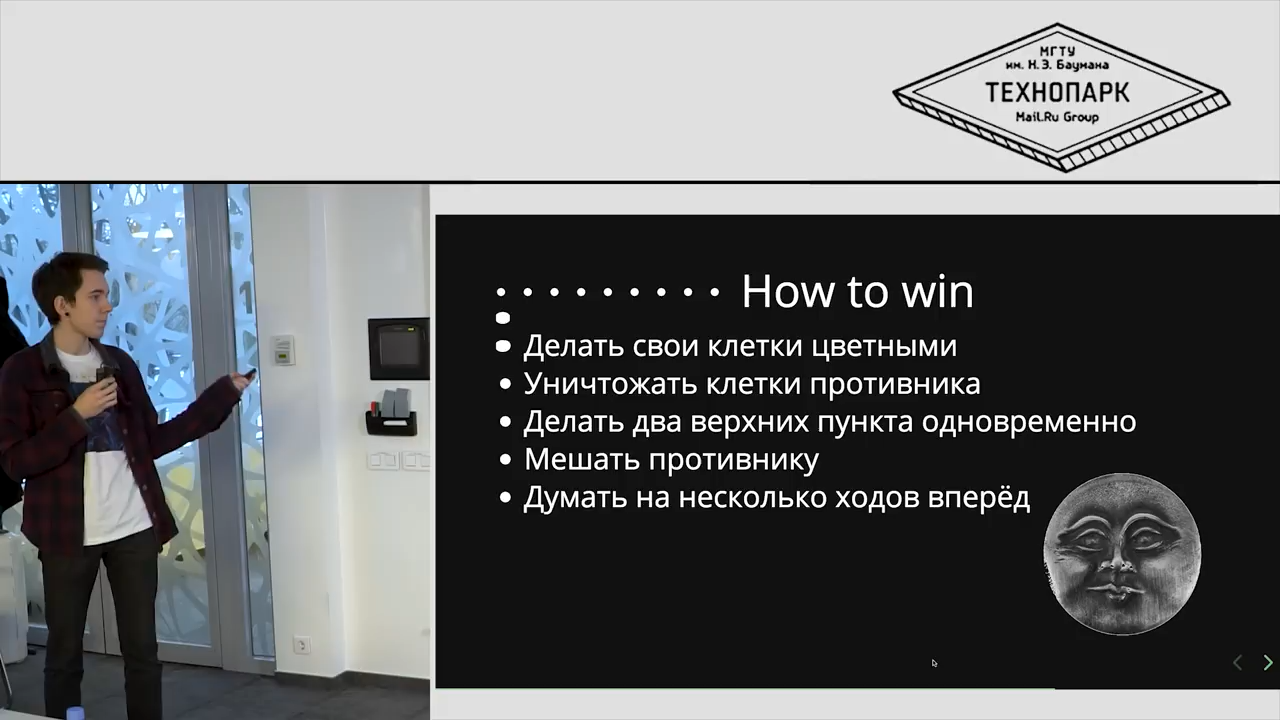 МГТУ
им. Н.Э. Баумана
ТЕХНОПАРК
Mail.Ru Group
How to win
Делать свои клетки цветными
Уничтожать клетки противника
Делать два верхних пункта одновременно
Мешать противнику
Думать на несколько ходов вперёд